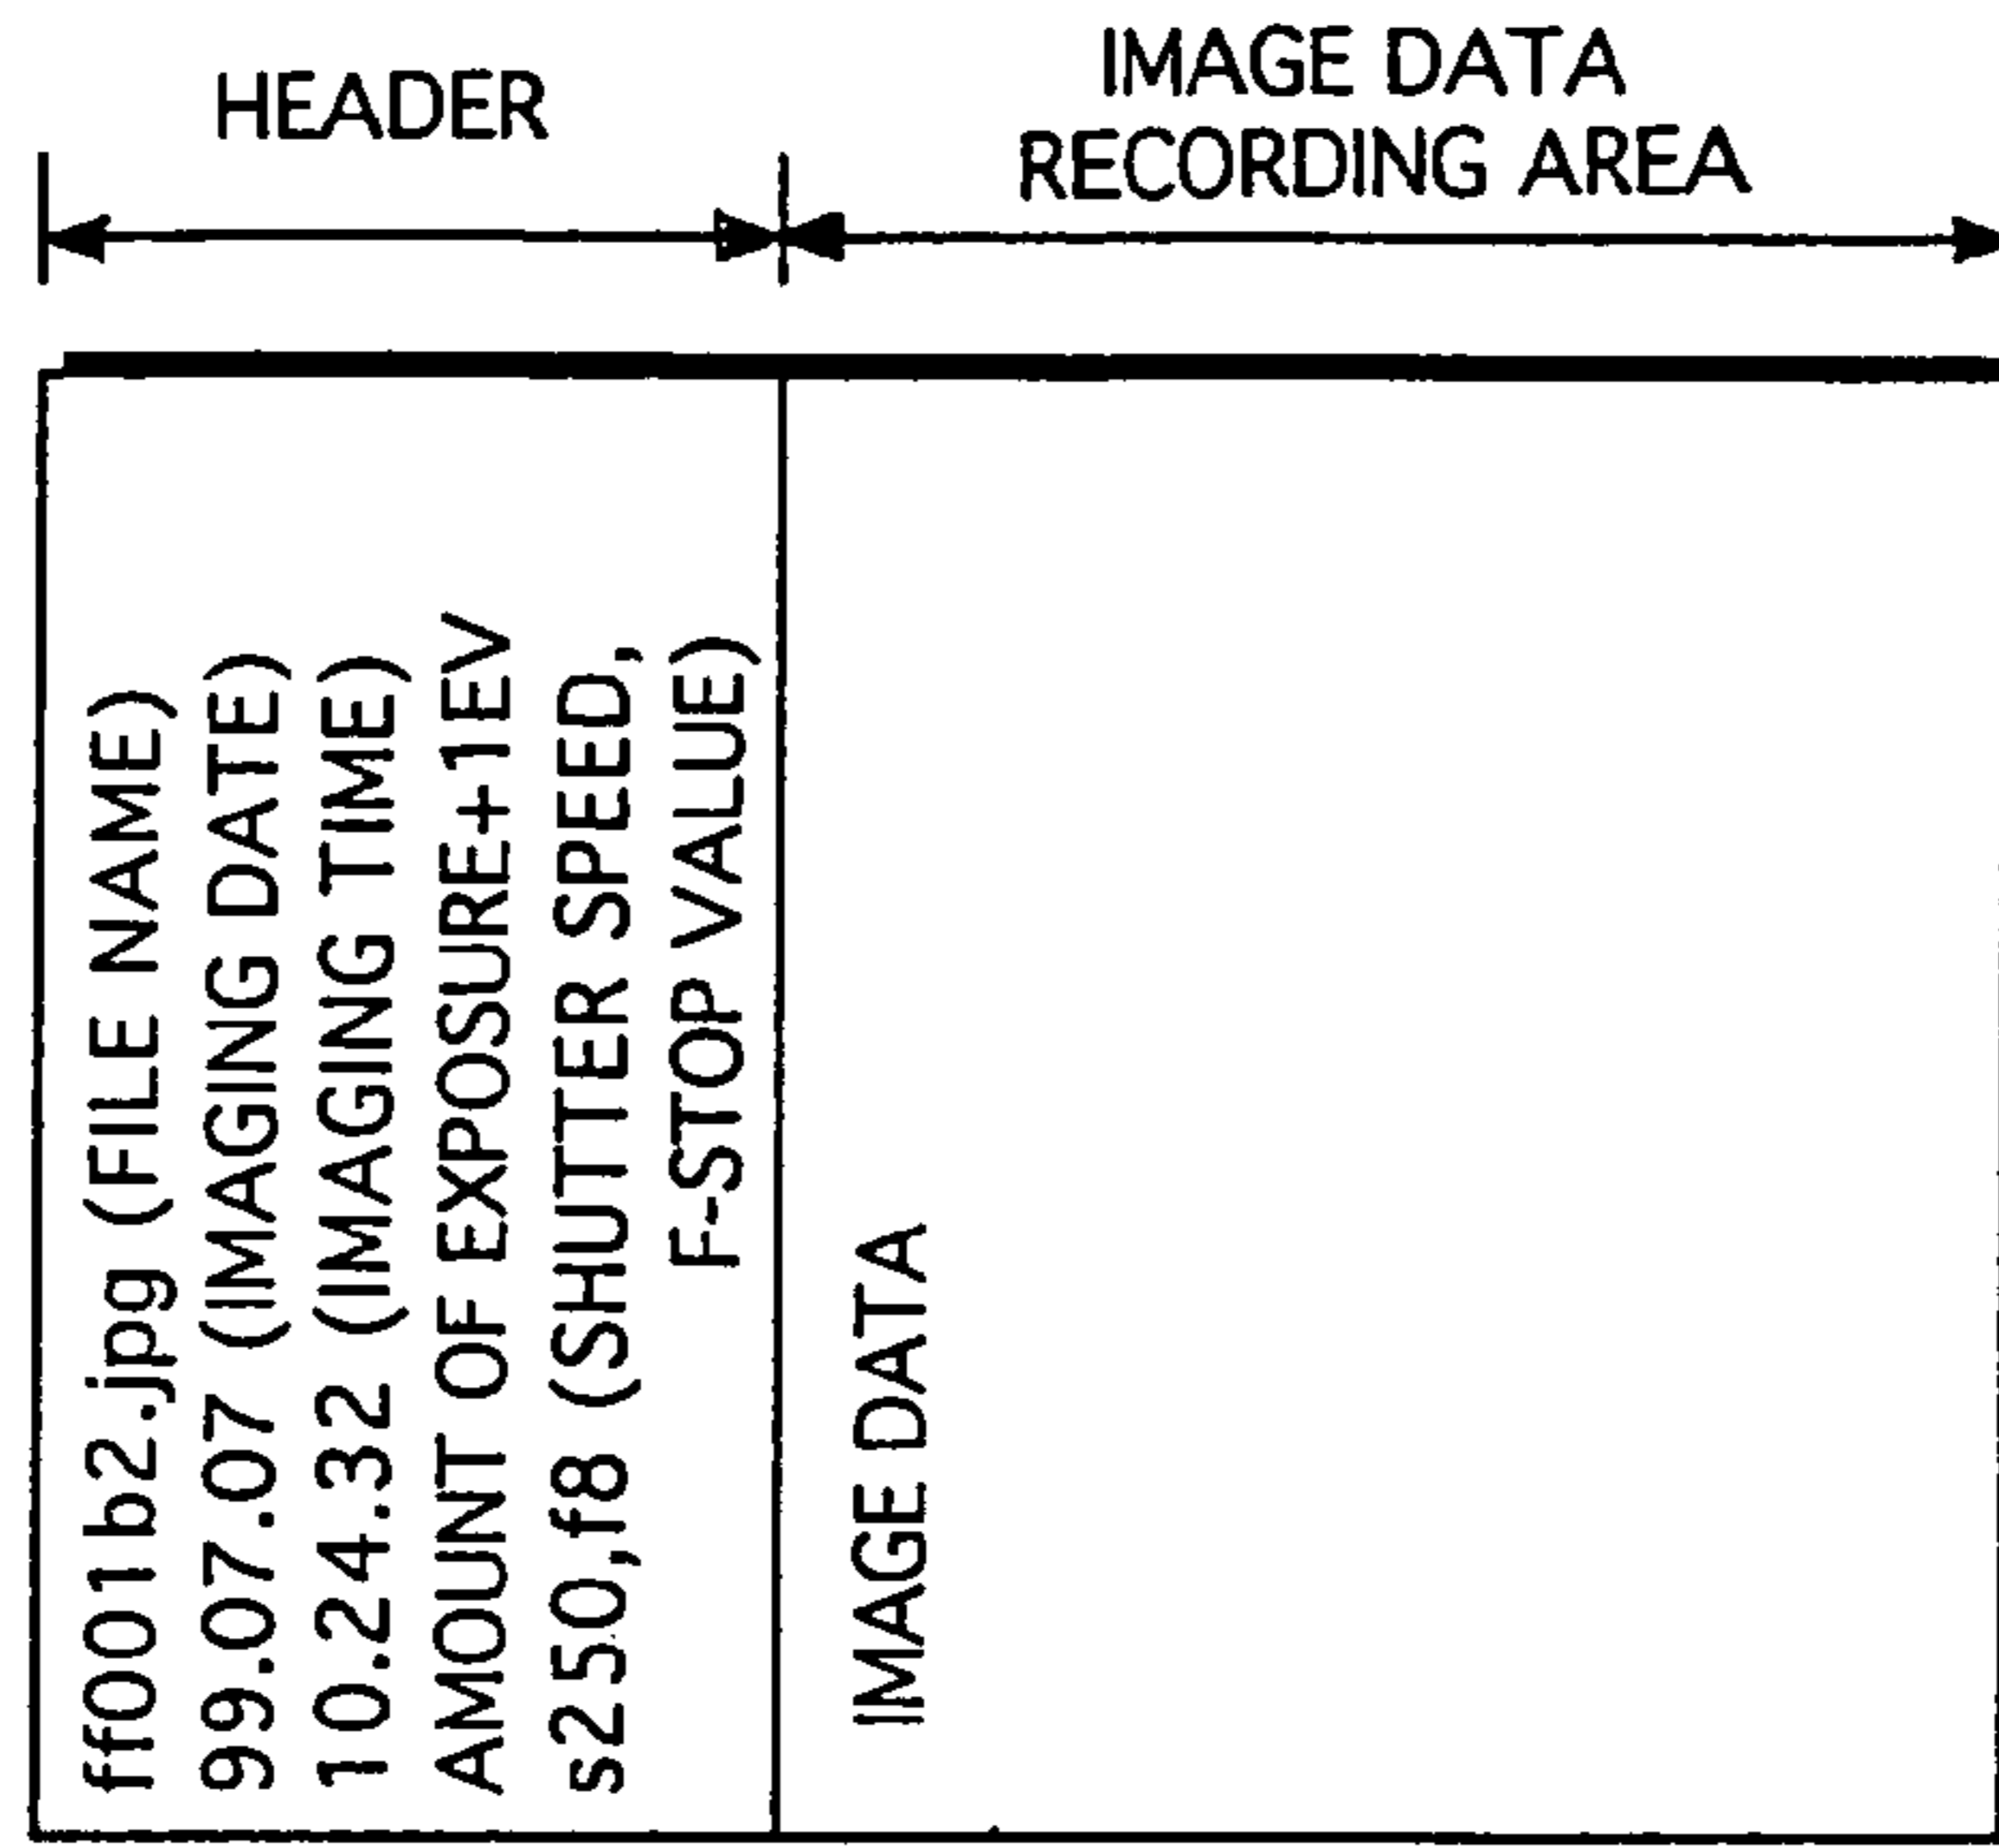 HEADER
IMAGE DATA
RECORDING AREA
ff001b2.jpg (FILE NAME)
99.07.07 (IMAGING DATE)
10.24.32 (IMAGING TIME)
AMOUNT OF EXPOSURE+1EV
s250,f8 (SHUTTER SPEED,
F-STOP VALUE)
IMAGE DATA